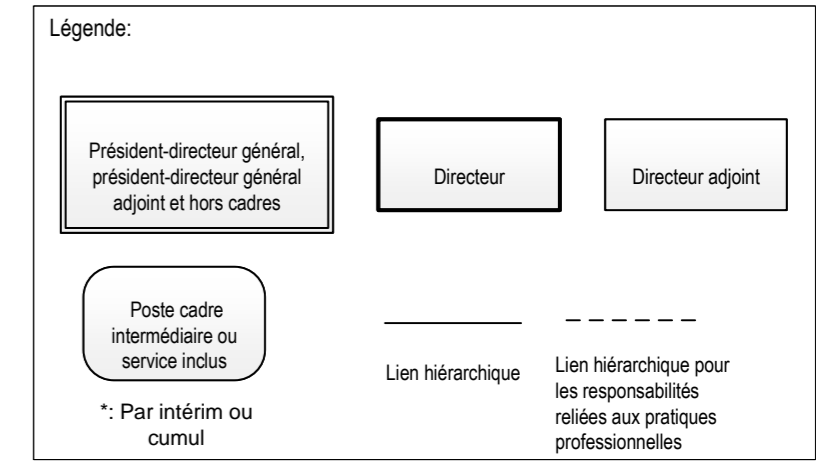 Légende:
Président-directeur général,
président-directeur général
adjoint et hors cadres
Directeur
Directeur adjoint
Poste cadre
intermédiaire ou
service inclus
*: Par intérim ou
cumul
Lien hiérarchique
Lien hiérarchique pour
les responsabilités
reliées aux pratiques
professionnelles